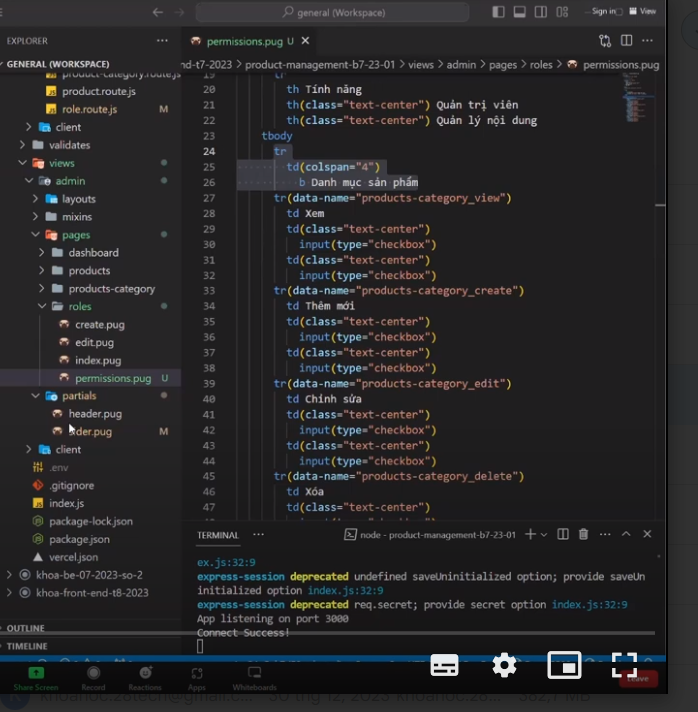 general (Workspace)
Sign in
View
EXPLORER
GENERAL (WORKSPACE)
product-category.route.js
product.route.js
role.route.js M
client
validates
views
admin
layouts
mixins
pages
dashboard
products
products-category
roles
create.pug
edit.pug
index.pug
permissions.pug U
partials
header.pug
der.pug M
client
.env
.gitignore
index.js
package-lock.json
package.json
vercel.json
khoa-be-07-2023-so-2
khoa-front-end-t8-2023
OUTLINE
TIMELINE
permissions.pug U
nd-t7-2023 > product-management-b7-23-01 > views > admin > pages > roles > permissions.pug
19 tr
20 th Tính năng
21 th(class="text-center") Quản trị viên
22 th(class="text-center") Quản lý nội dung
23 tbody
24 tr
25 td(colspan="4")
26 b Danh mục sản phẩm
27 tr(data-name="products-category_view")
28 td Xem
29 td(class="text-center")
30 input(type="checkbox")
31 td(class="text-center")
32 input(type="checkbox")
33 tr(data-name="products-category_create")
34 td Thêm mới
35 td(class="text-center")
36 input(type="checkbox")
37 td(class="text-center")
38 input(type="checkbox")
39 tr(data-name="products-category_edit")
40 td Chỉnh sửa
41 td(class="text-center")
42 input(type="checkbox")
43 td(class="text-center")
44 input(type="checkbox")
45 tr(data-name="products-category_delete")
46 td Xóa
47 td(class="text-center")
TERMINAL
node - product-management-b7-23-01
ex.js:32:9
express-session deprecated undefined saveUninitialized option; provide saveUn
initialized option index.js:32:9
express-session deprecated req.secret; provide secret option index.js:32:9
App listening on port 3000
Connect Success!
Share Screen
Record
Reactions
Apps
Whiteboards
Leave